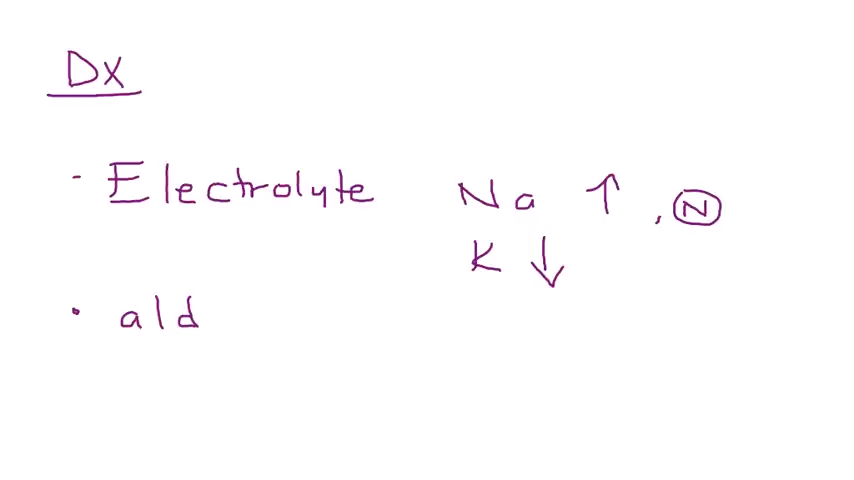 Dx
- Electrolyte Na ↑ , N
K ↓
• ald